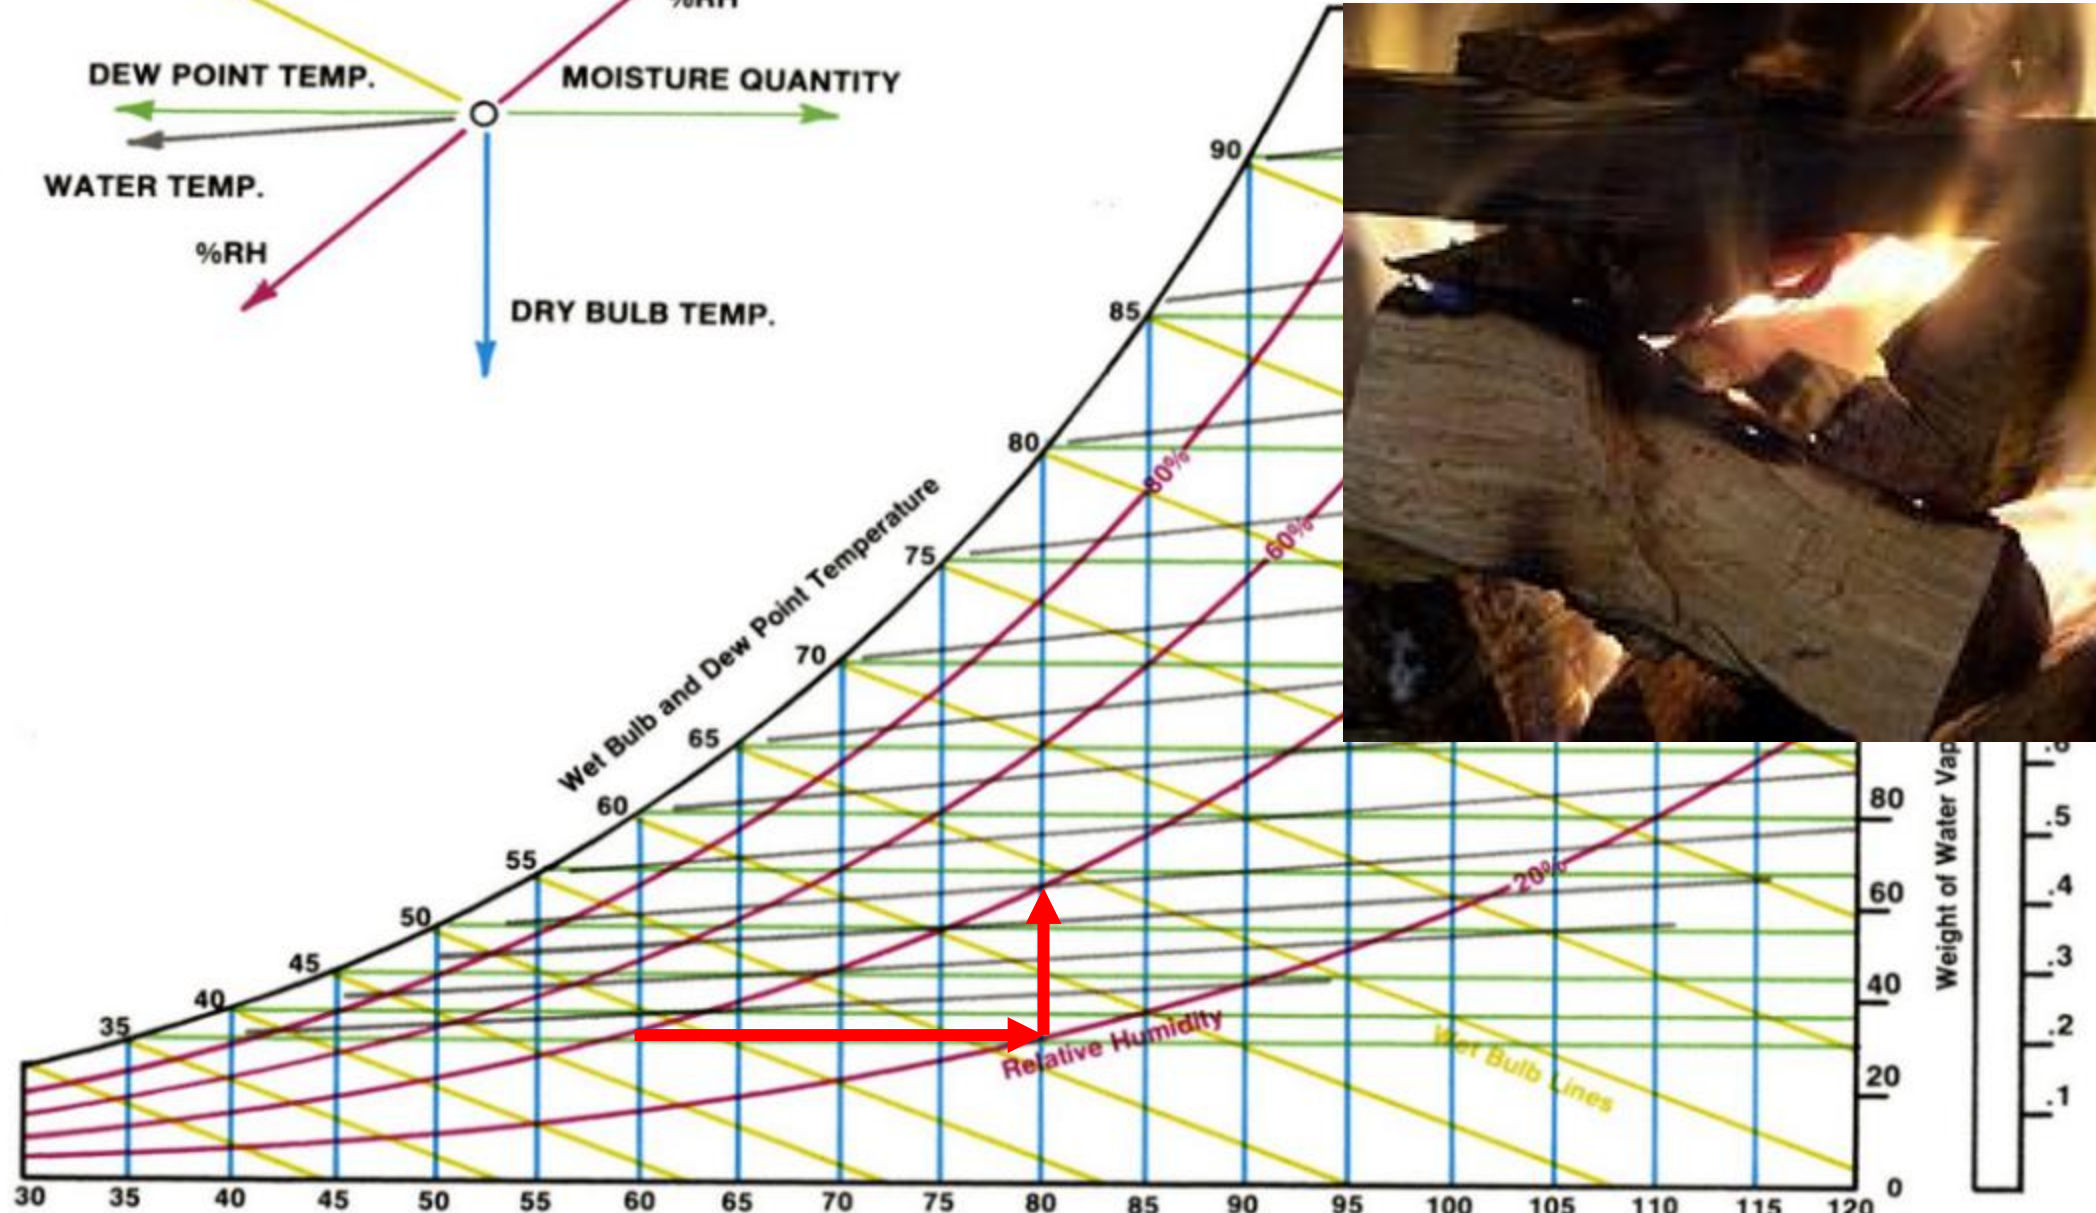 %RH
DEW POINT TEMP.
MOISTURE QUANTITY
WATER TEMP.
%RH
DRY BULB TEMP.
Wet Bulb and Dew Point Temperature
90
85
80
75
70
65
60
55
50
45
40
35
80%
60%
20%
Relative Humidity
Wet Bulb Lines
80
60
40
20
0
Weight of Water Vap
.6
.5
.4
.3
.2
.1
30 35 40 45 50 55 60 65 70 75 80 85 90 95 100 105 110 115 120